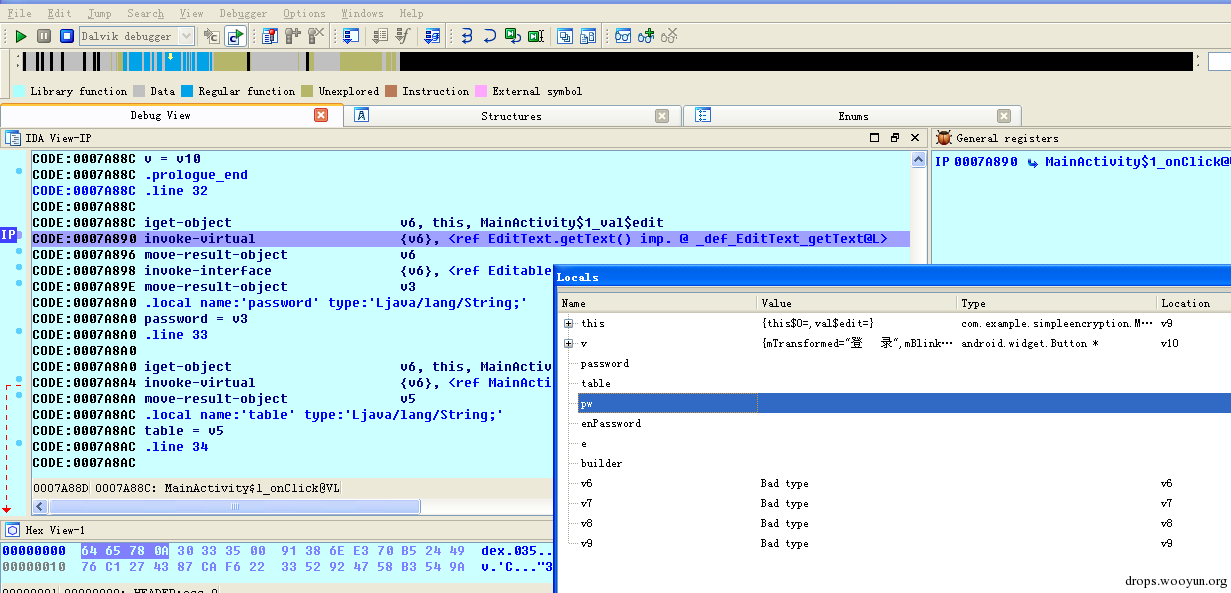 File Edit Jump Search View Debugger Options Windows Help
Dalvik debugger
Library function Data Regular function Unexplored Instruction External symbol
Debug View Structures Enums
IDA View-IP
General registers
CODE:0007A88C v = v10
CODE:0007A88C .prologue_end
CODE:0007A88C .line 32
CODE:0007A88C
CODE:0007A88C iget-object v6, this, MainActivity$1_val$edit
IP CODE:0007A890 invoke-virtual {v6}, <ref EditText.getText() imp. @ _def_EditText_getText@L>
CODE:0007A896 move-result-object v6
CODE:0007A898 invoke-interface {v6}, <ref Editable
CODE:0007A89E move-result-object v3
CODE:0007A8A0 .local name:'password' type:'Ljava/lang/String;'
CODE:0007A8A0 password = v3
CODE:0007A8A0 .line 33
CODE:0007A8A0
CODE:0007A8A0 iget-object v6, this, MainActiv
CODE:0007A8A4 invoke-virtual {v6}, <ref MainActi
CODE:0007A8AA move-result-object v5
CODE:0007A8AC .local name:'table' type:'Ljava/lang/String;'
CODE:0007A8AC table = v5
CODE:0007A8AC .line 34
CODE:0007A8AC
0007A88D 0007A88C: MainActivity$1_onClick@VL
IP 0007A890 MainActivity$1_onClick@
Locals
Name Value Type Location
this {this$0=,val$edit=} com.example.simpleencryption.M... v9
v {mTransformed="登 录",mBlink... android.widget.Button * v10
password
table
pw
enPassword
e
builder
v6 Bad type v6
v7 Bad type v7
v8 Bad type v8
v9 Bad type v9
Hex View-1
00000000 64 65 78 0A 30 33 35 00 91 38 6E E3 70 B5 24 49 dex.035..
00000010 76 C1 27 43 87 CA F6 22 33 52 92 47 58 B3 54 9A v.'C..."3
drops.wooyun.org